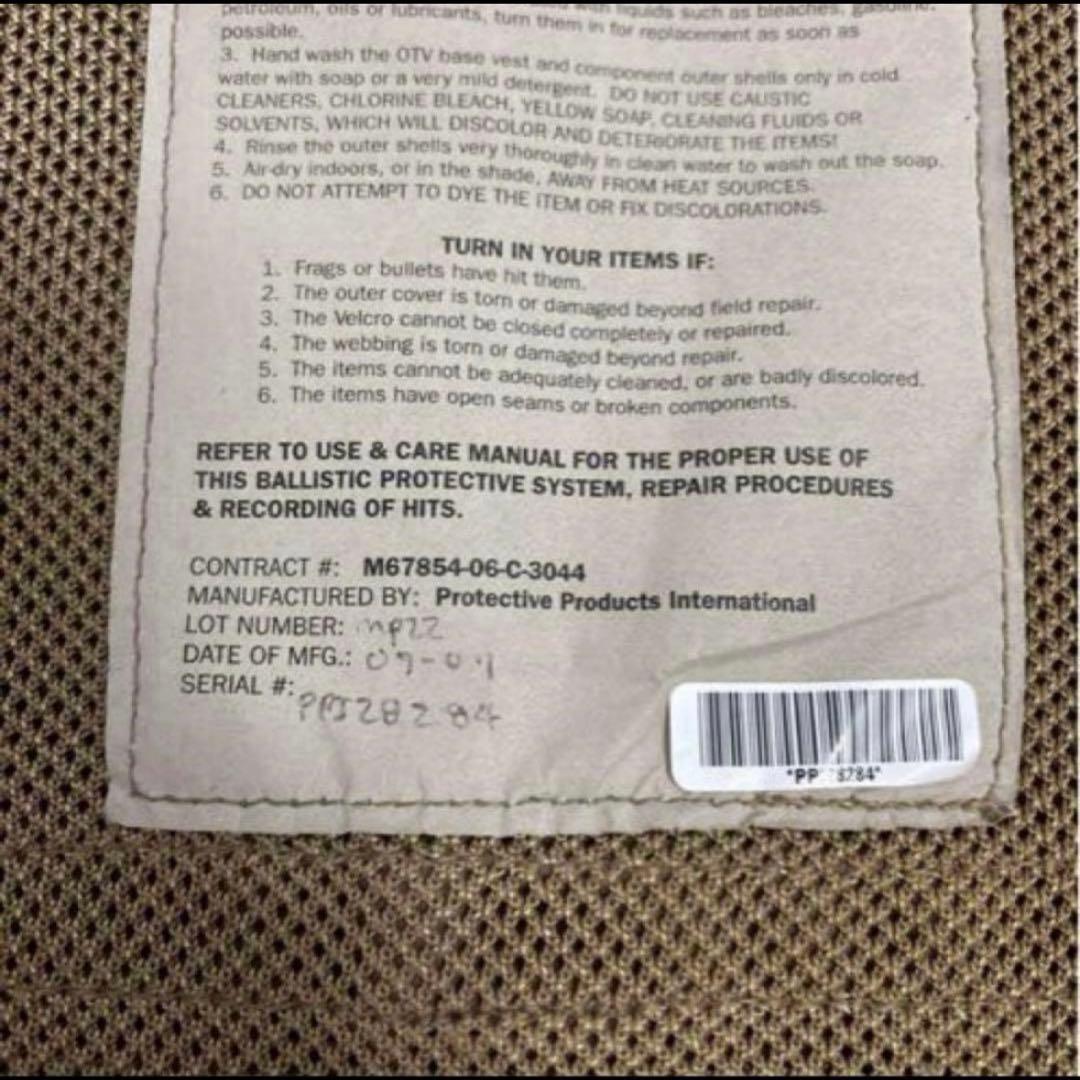 petroleum, oils or lubricants, turn them in for replacement as soon as with liquids such as bleaches, gasoline,
possible.
3. Hand wash the OTV base vest and component outer shells only in cold
water with soap or a very mild detergent. DO NOT USE CAUSTIC
CLEANERS, CHLORINE BLEACH, YELLOW SOAP, CLEANING FLUIDS OR
SOLVENTS, WHICH WILL DISCOLOR AND DETERIORATE THE ITEMS!
4. Rinse the outer shells very thoroughly in clean water to wash out the soap.
5. Air-dry indoors, or in the shade, AWAY FROM HEAT SOURCES.
6. DO NOT ATTEMPT TO DYE THE ITEM OR FIX DISCOLORATIONS.
TURN IN YOUR ITEMS IF:
1. Frags or bullets have hit them.
2. The outer cover is torn or damaged beyond field repair.
3. The Velcro cannot be closed completely or repaired.
4. The webbing is torn or damaged beyond repair.
5. The items cannot be adequately cleaned, or are badly discolored.
6. The items have open seams or broken components.
REFER TO USE & CARE MANUAL FOR THE PROPER USE OF
THIS BALLISTIC PROTECTIVE SYSTEM, REPAIR PROCEDURES
& RECORDING OF HITS.
CONTRACT #: M67854-06-C-3044
MANUFACTURED BY: Protective Products International
LOT NUMBER:
DATE OF MFG.:
SERIAL #: PPI28284